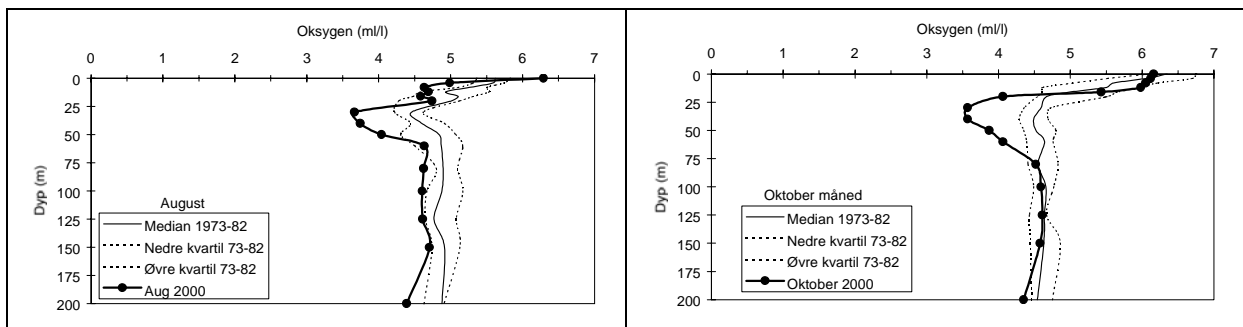 Oksygen (ml/l)
0 1 2 3 4 5 6 7
0
25
50
75
100
125
150
175
200
Dyp (m)
August
Median 1973-82
Nedre kvartil 73-82
Øvre kvartil 73-82
Aug 2000
Oksygen (ml/l)
0 1 2 3 4 5 6 7
0
25
50
75
100
125
150
175
200
Dyp (m)
Oktober måned
Median 1973-82
Nedre kvartil 73-82
Øvre kvartil 73-82
Oktober 2000